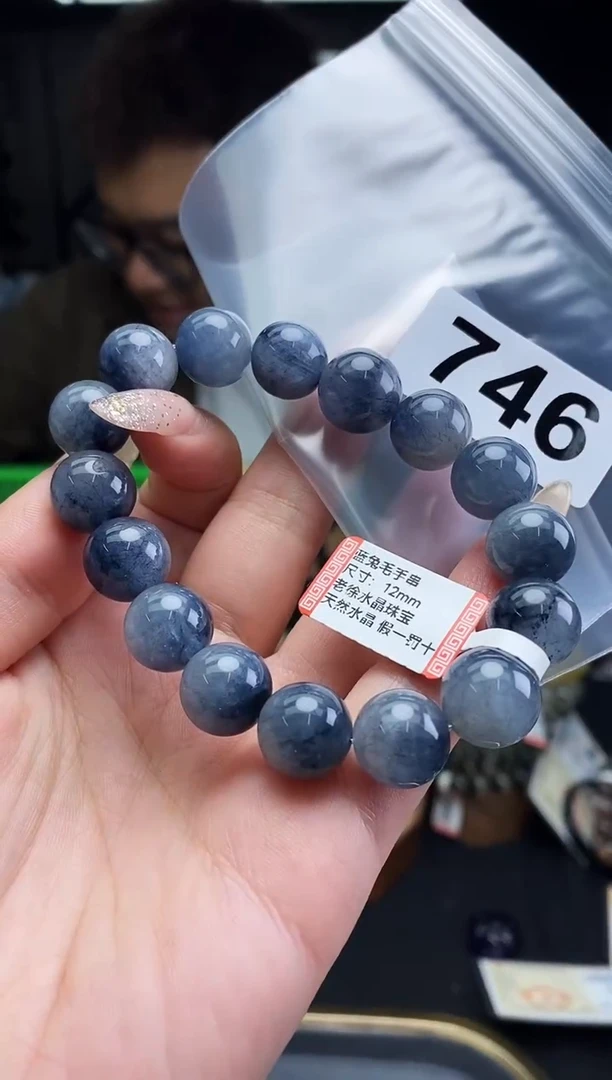 746
蓝兔毛手串
尺寸：12mm
老徐水晶珠宝
天然水晶 假一罚十